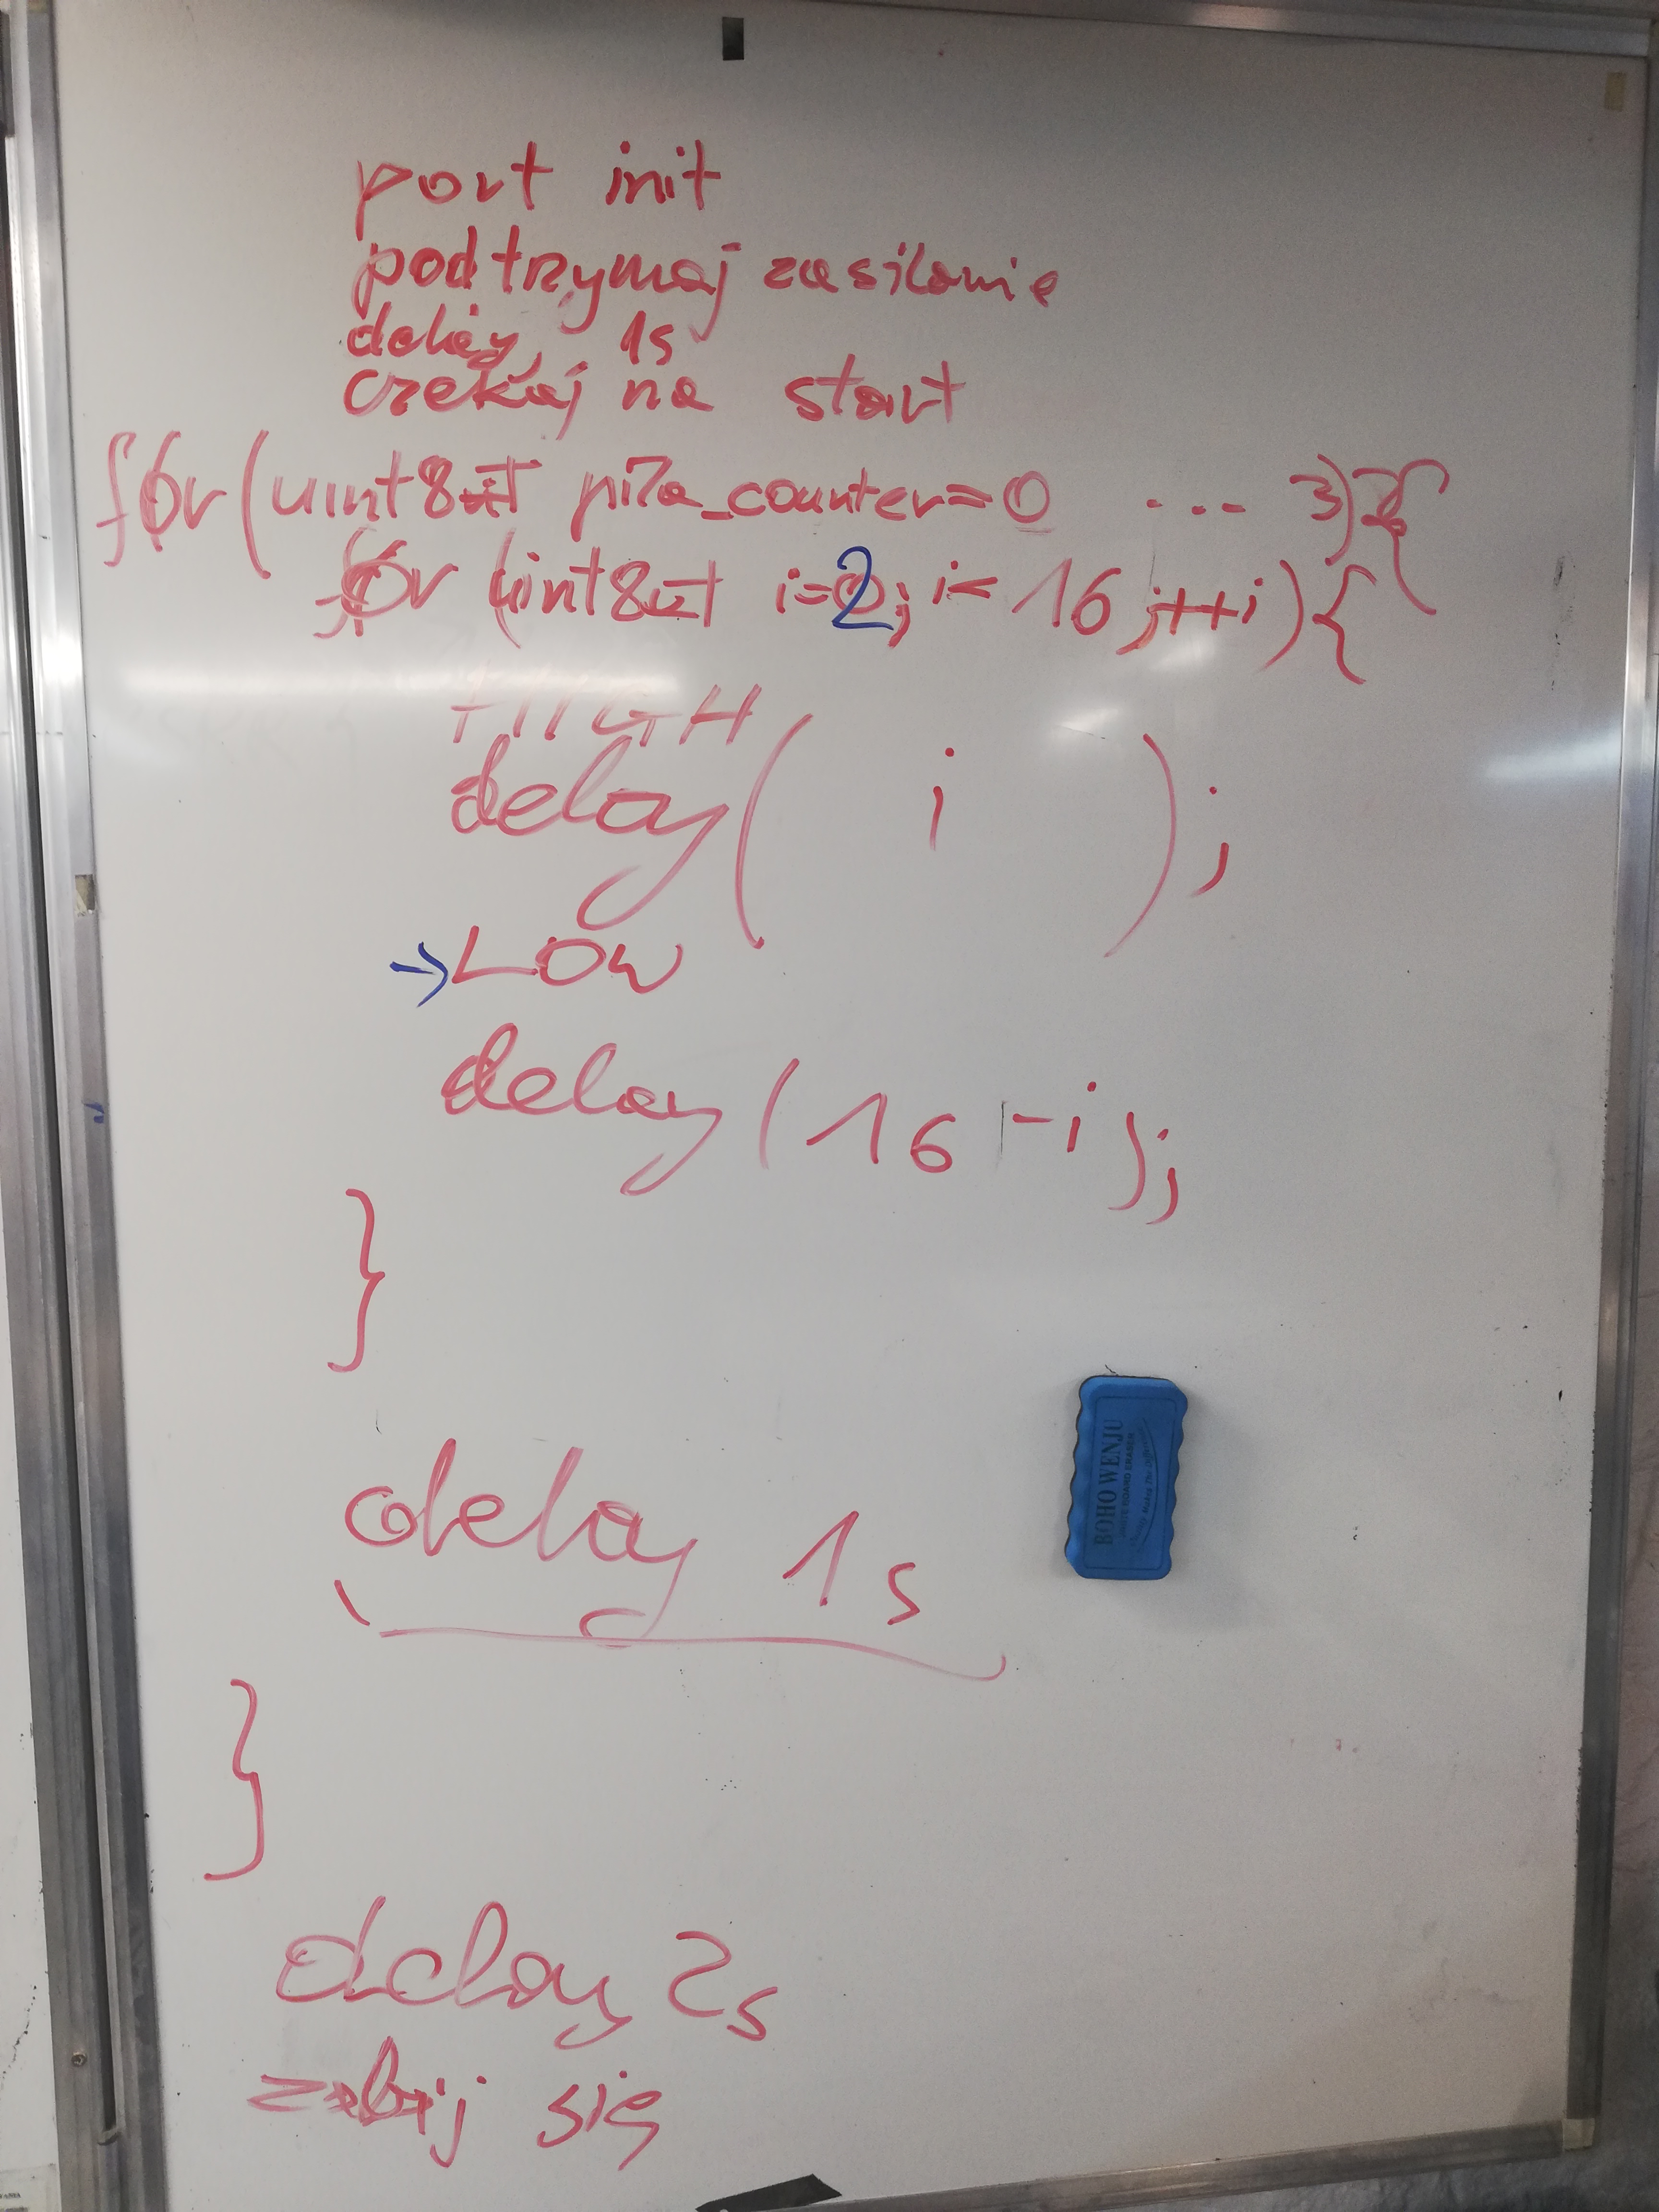 port init
podtrzymaj zasilanie
delay 1s
czekaj na start
for (uint8_t piła_counter=0 ... 3){
for (uint8_t i=2; i< 16; ++i){
HIGH
delay( i );
→LOW
delay (16 -i);
}
delay 1s
}
delay 2s
zabij się
BOHO WENJU
WHITE BOARD ERASER